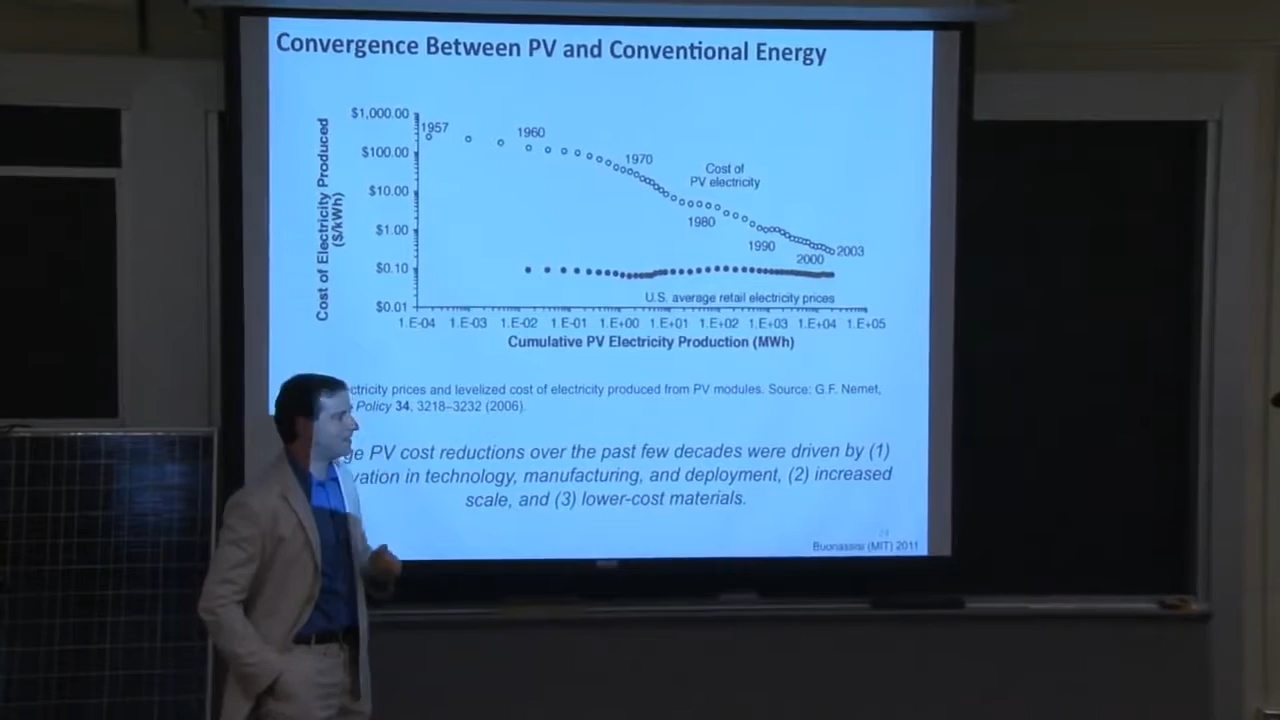 Convergence Between PV and Conventional Energy
$1,000.00
$100.00
$10.00
$1.00
$0.10
$0.01
Cost of Electricity Produced
($/kWh)
1957
1960
1970
Cost of
PV electricity
1980
1990
2000
2003
U.S. average retail electricity prices
1.E-04 1.E-03 1.E-02 1.E-01 1.E+00 1.E+01 1.E+02 1.E+03 1.E+04 1.E+05
Cumulative PV Electricity Production (MWh)
prices and levelized cost of electricity produced from PV modules. Source: G.F. Nemet,
Policy 34, 3218–3232 (2006).
PV cost reductions over the past few decades were driven by (1)
in technology, manufacturing, and deployment, (2) increased
scale, and (3) lower-cost materials.
Buonassisi (MIT) 2011